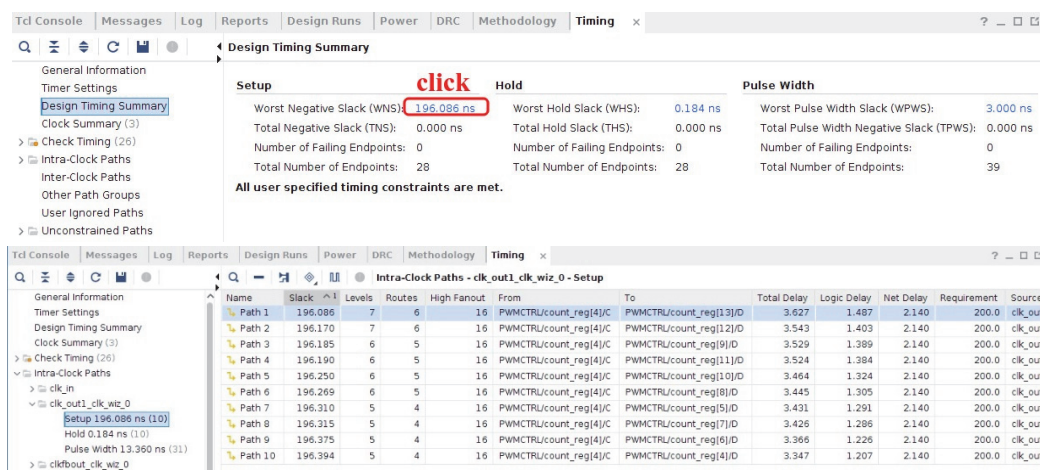 Tcl Console Messages Log Reports Design Runs Power DRC Methodology Timing × ? _
Design Timing Summary
General Information
Timer Settings
Design Timing Summary
Clock Summary (3)
Check Timing (26)
Intra-Clock Paths
Inter-Clock Paths
Other Path Groups
User Ignored Paths
Unconstrained Paths
click
Setup Hold Pulse Width
Worst Negative Slack (WNS): 196.086 ns Worst Hold Slack (WHS): 0.184 ns Worst Pulse Width Slack (WPWS): 3.000 ns
Total Negative Slack (TNS): 0.000 ns Total Hold Slack (THS): 0.000 ns Total Pulse Width Negative Slack (TPWS): 0.000 ns
Number of Failing Endpoints: 0 Number of Failing Endpoints: 0 Number of Failing Endpoints: 0
Total Number of Endpoints: 28 Total Number of Endpoints: 28 Total Number of Endpoints: 39
All user specified timing constraints are met.
Tcl Console Messages Log Reports Design Runs Power DRC Methodology Timing × ? _
Intra-Clock Paths - clk_out1_clk_wiz_0 - Setup
General Information
Timer Settings
Design Timing Summary
Clock Summary (3)
Check Timing (26)
Intra-Clock Paths
clk_in
clk_out1_clk_wiz_0
Setup 196.086 ns (10)
Hold 0.184 ns (10)
Pulse Width 13.360 ns (31)
clkfbout_clk_wiz_0
Name Slack ^1 Levels Routes High Fanout From To Total Delay Logic Delay Net Delay Requirement Source
Path 1 196.086 7 6 16 PWMCTRL/count_reg[4]/C PWMCTRL/count_reg[13]/D 3.627 1.487 2.140 200.0 clk_ou
Path 2 196.170 7 6 16 PWMCTRL/count_reg[4]/C PWMCTRL/count_reg[12]/D 3.543 1.403 2.140 200.0 clk_ou
Path 3 196.185 6 5 16 PWMCTRL/count_reg[4]/C PWMCTRL/count_reg[9]/D 3.529 1.389 2.140 200.0 clk_ou
Path 4 196.190 6 5 16 PWMCTRL/count_reg[4]/C PWMCTRL/count_reg[11]/D 3.524 1.384 2.140 200.0 clk_ou
Path 5 196.250 6 5 16 PWMCTRL/count_reg[4]/C PWMCTRL/count_reg[10]/D 3.464 1.324 2.140 200.0 clk_ou
Path 6 196.269 6 5 16 PWMCTRL/count_reg[4]/C PWMCTRL/count_reg[8]/D 3.445 1.305 2.140 200.0 clk_ou
Path 7 196.310 5 4 16 PWMCTRL/count_reg[4]/C PWMCTRL/count_reg[5]/D 3.431 1.291 2.140 200.0 clk_ou
Path 8 196.315 5 4 16 PWMCTRL/count_reg[4]/C PWMCTRL/count_reg[7]/D 3.426 1.286 2.140 200.0 clk_ou
Path 9 196.375 5 4 16 PWMCTRL/count_reg[4]/C PWMCTRL/count_reg[6]/D 3.366 1.226 2.140 200.0 clk_ou
Path 10 196.394 5 4 16 PWMCTRL/count_reg[4]/C PWMCTRL/count_reg[4]/D 3.347 1.207 2.140 200.0 clk_ou